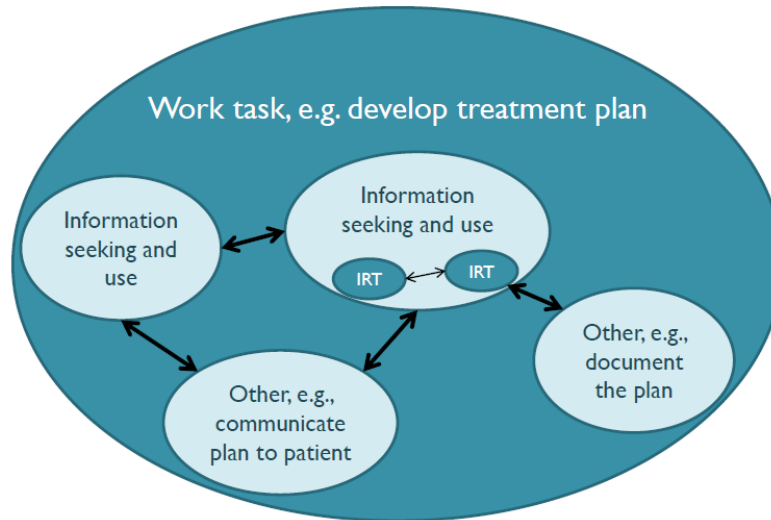 Work task, e.g. develop treatment plan
Information
seeking and
use
Information
seeking and use
IRT
IRT
Other, e.g.,
document
the plan
Other, e.g.,
communicate
plan to patient